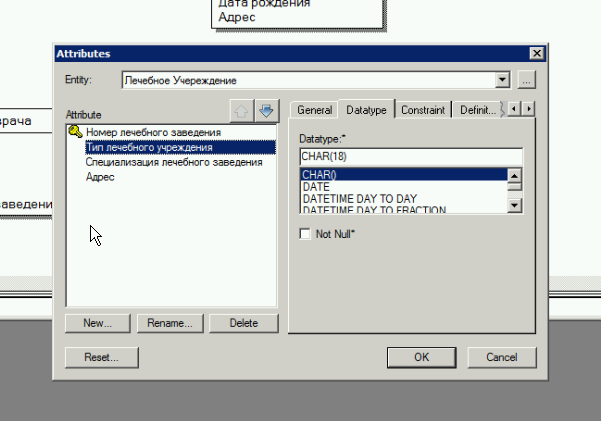 Дата рождения
Адрес
Attributes
Entity:
Лечебное Учереждение
...
врача
Attribute
General
Datatype
Constraint
Definit...
Номер лечебного заведения
Тип лечебного учреждения
Специализация лечебного заведения
Адрес
Datatype:*
CHAR(18)
CHAR()
DATE
DATETIME DAY TO DAY
DATETIME DAY TO FRACTION
заведени
Not Null*
New...
Rename...
Delete
Reset...
OK
Cancel